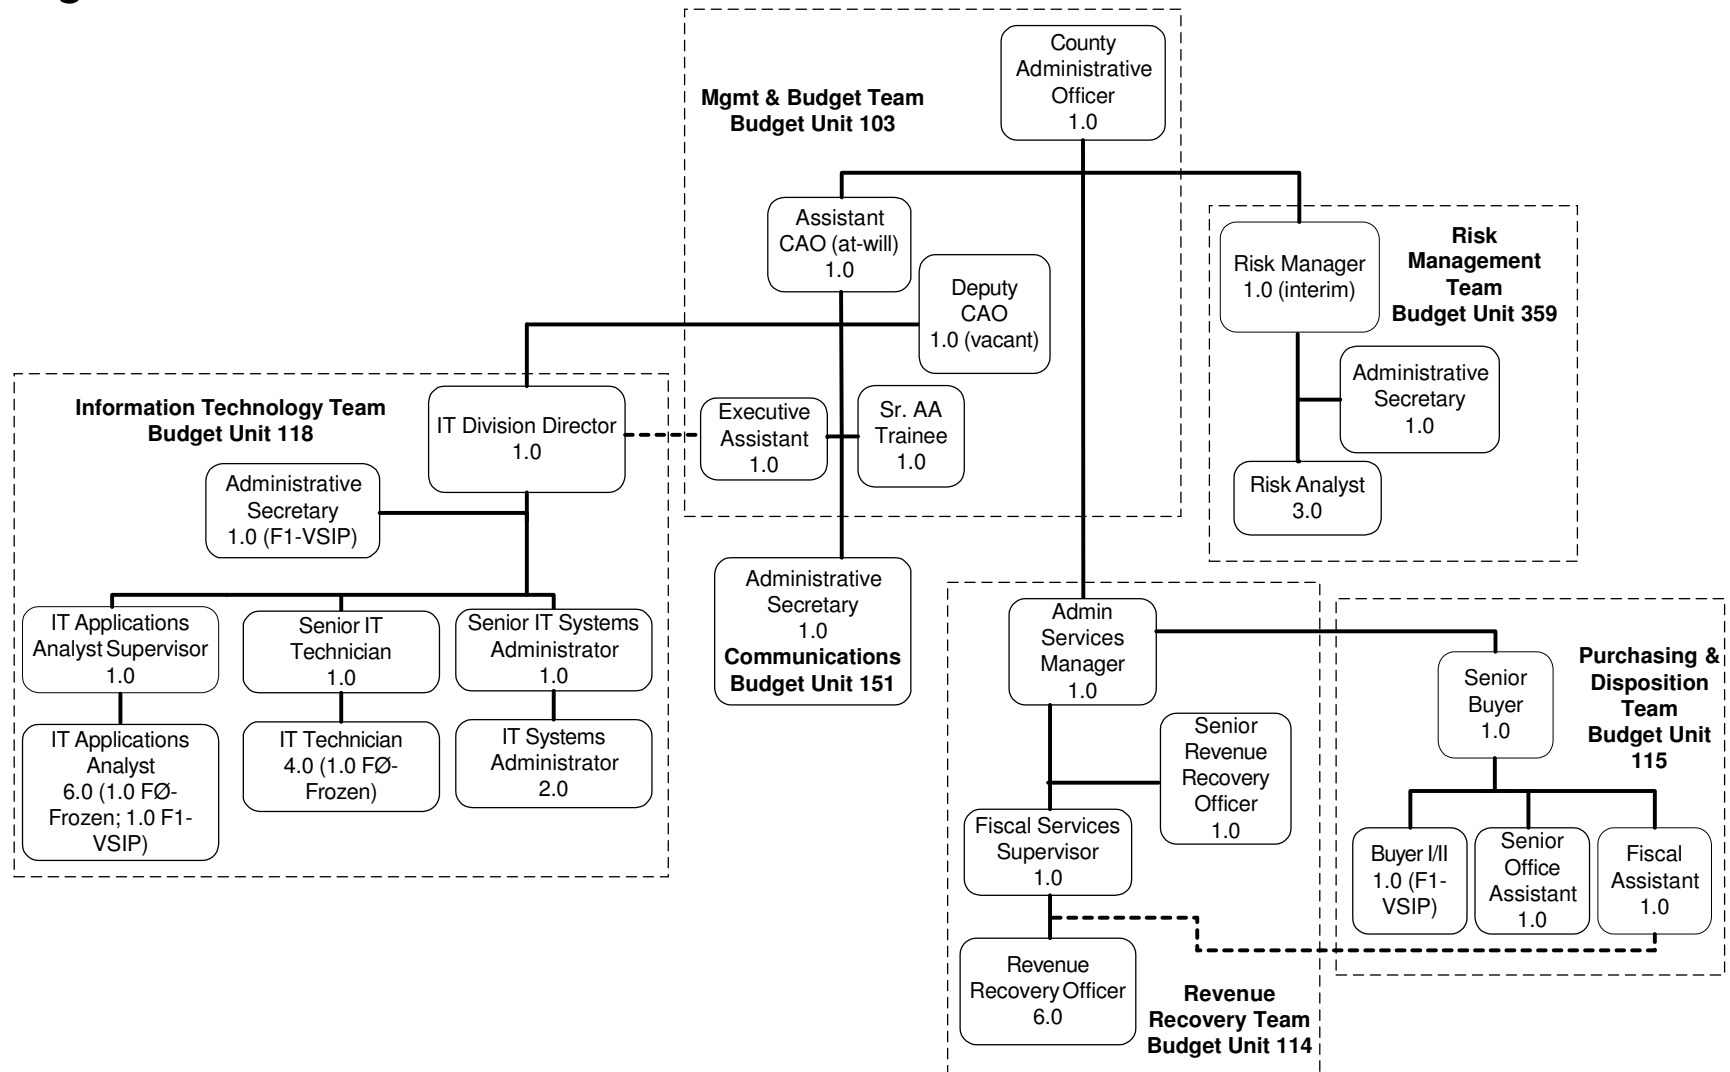 County
Administrative
Officer
1.0
Mgmt & Budget Team
Budget Unit 103
Assistant
CAO (at-will)
1.0
Deputy
CAO
1.0 (vacant)
Risk Manager
1.0 (interim)
Risk
Management
Team
Budget Unit 359
Administrative
Secretary
1.0
Risk Analyst
3.0
Information Technology Team
Budget Unit 118
IT Division Director
1.0
Executive
Assistant
1.0
Sr. AA
Trainee
1.0
Administrative
Secretary
1.0 (F1-VSIP)
Administrative
Secretary
1.0
Communications
Budget Unit 151
IT Applications
Analyst Supervisor
1.0
Senior IT
Technician
1.0
Senior IT Systems
Administrator
1.0
IT Applications
Analyst
6.0 (1.0 FØ-
Frozen; 1.0 F1-
VSIP)
IT Technician
4.0 (1.0 FØ-
Frozen)
IT Systems
Administrator
2.0
Admin
Services
Manager
1.0
Senior
Revenue
Recovery
Officer
1.0
Fiscal Services
Supervisor
1.0
Revenue
Recovery Officer
6.0
Revenue
Recovery Team
Budget Unit 114
Senior
Buyer
1.0
Purchasing &
Disposition
Team
Budget Unit
115
Buyer I/II
1.0 (F1-
VSIP)
Senior
Office
Assistant
1.0
Fiscal
Assistant
1.0